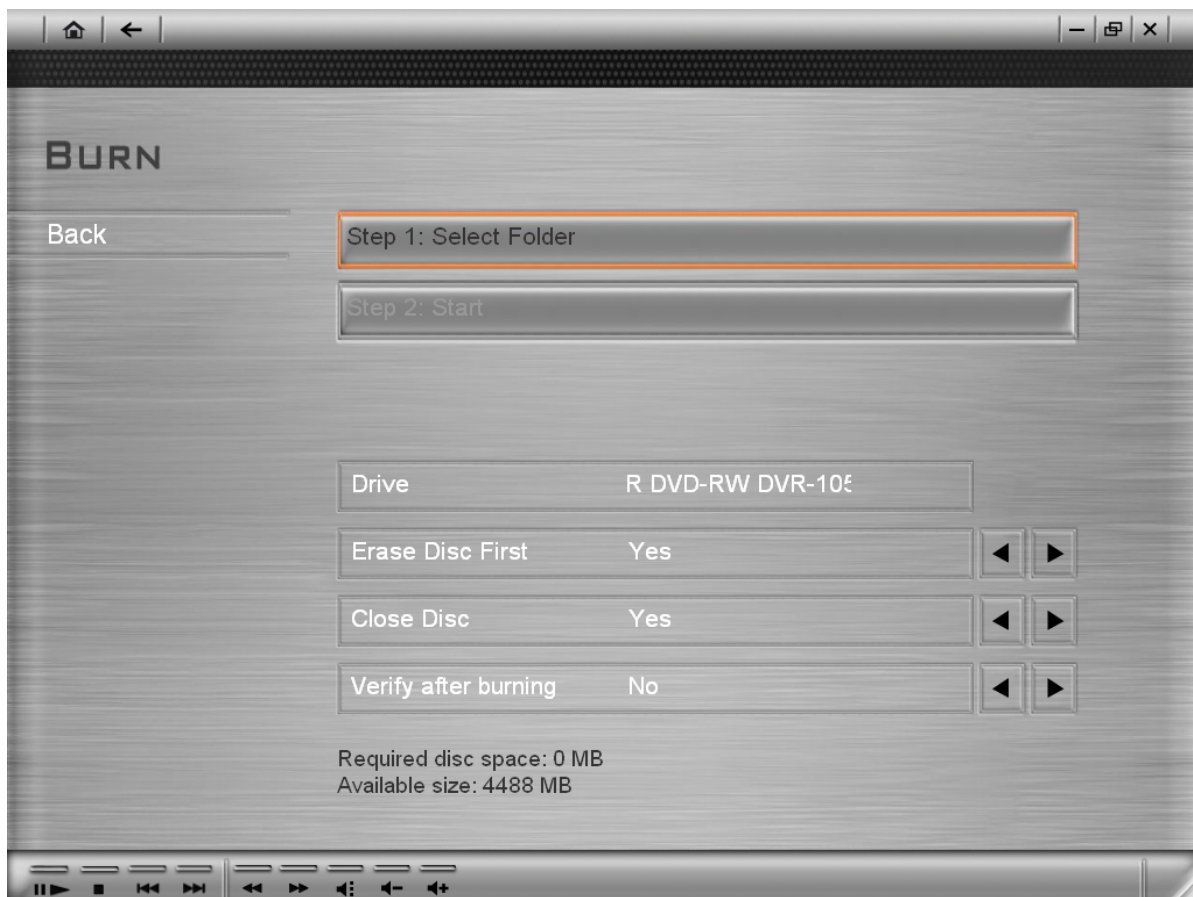 BURN
Back
Step 1: Select Folder
Step 2: Start
Drive R DVD-RW DVR-105
Erase Disc First Yes
Close Disc Yes
Verify after burning No
Required disc space: 0 MB
Available size: 4488 MB